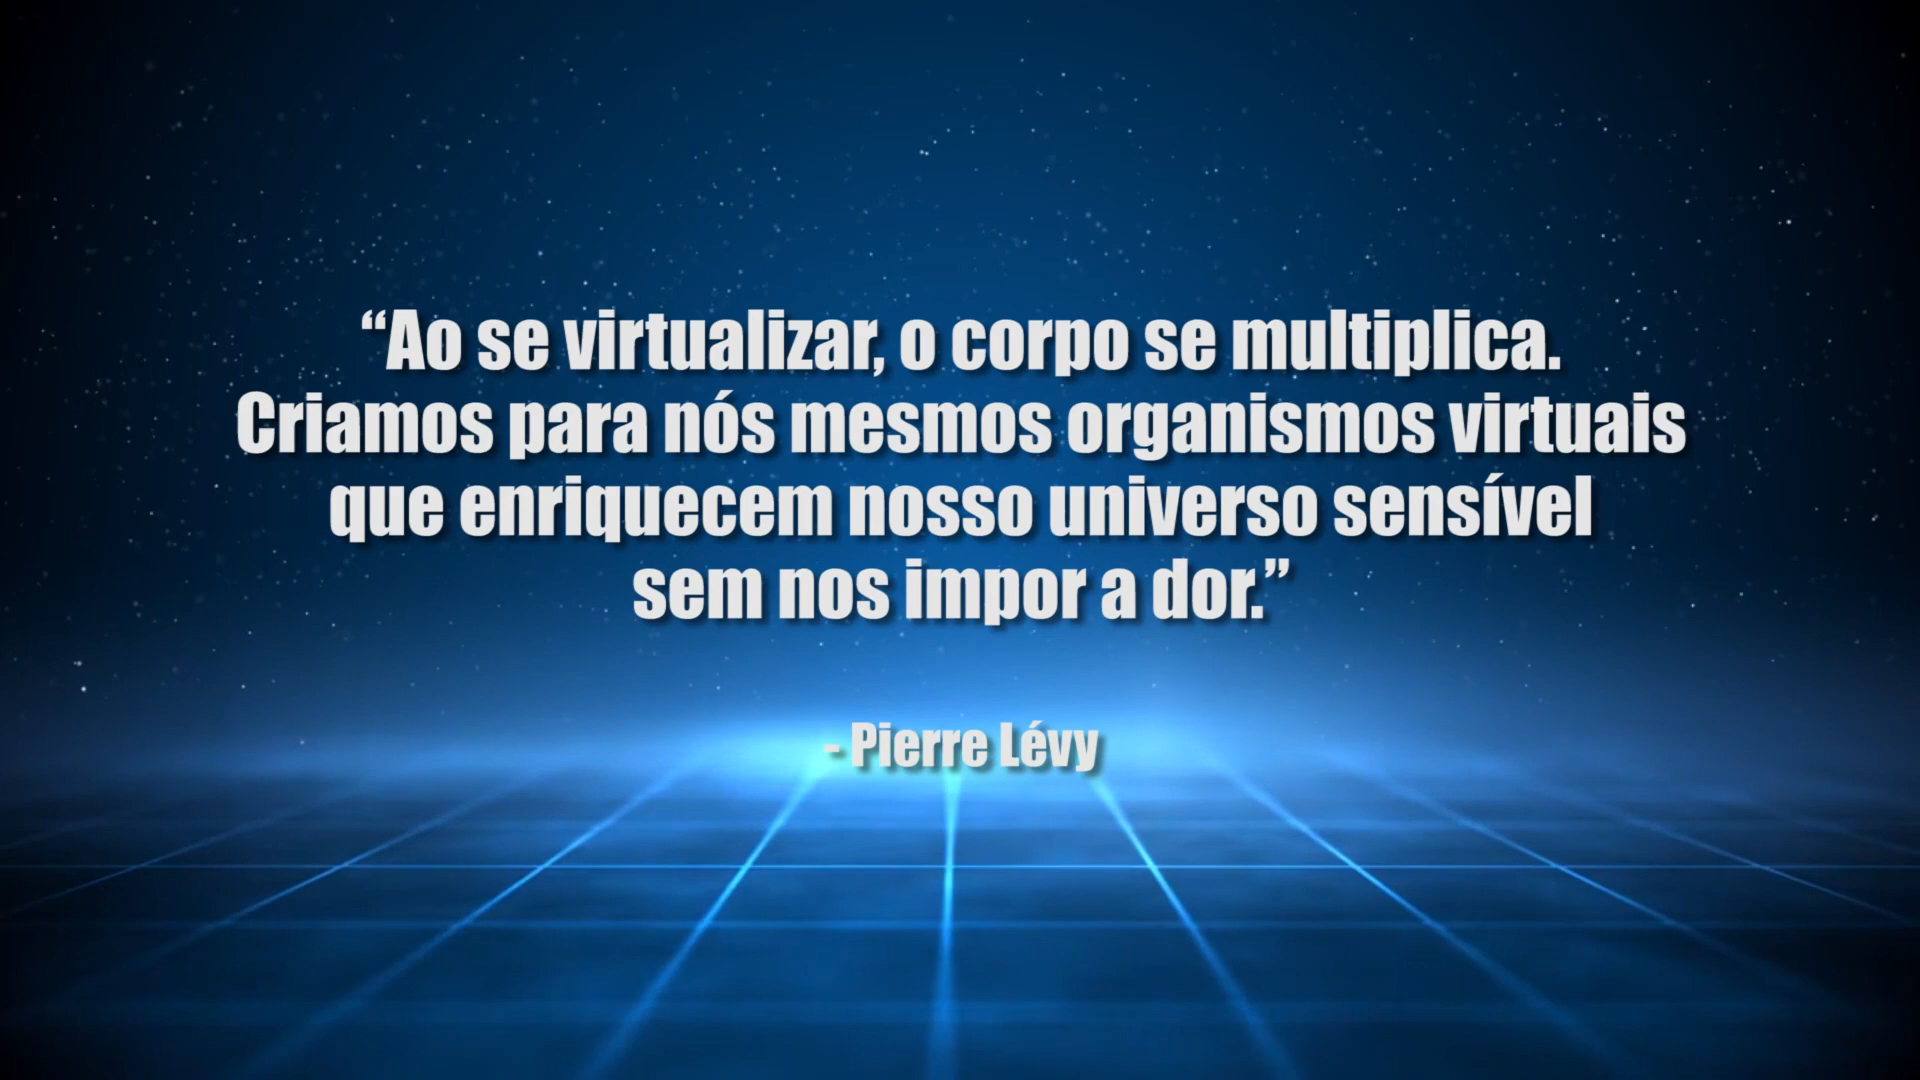 “Ao se virtualizar, o corpo se multiplica.
Criamos para nós mesmos organismos virtuais
que enriquecem nosso universo sensível
sem nos impor a dor.”
- Pierre Lévy